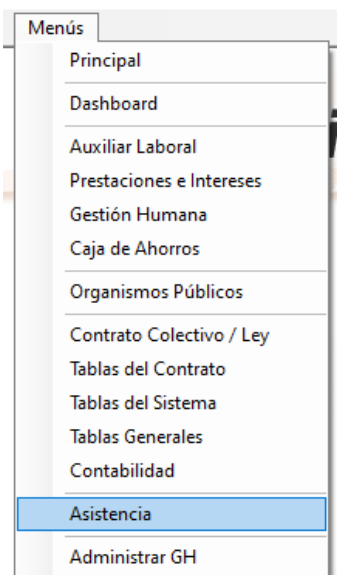 Menús
Principal
Dashboard
Auxiliar Laboral
Prestaciones e Intereses
Gestión Humana
Caja de Ahorros
Organismos Públicos
Contrato Colectivo / Ley
Tablas del Contrato
Tablas del Sistema
Tablas Generales
Contabilidad
Asistencia
Administrar GH